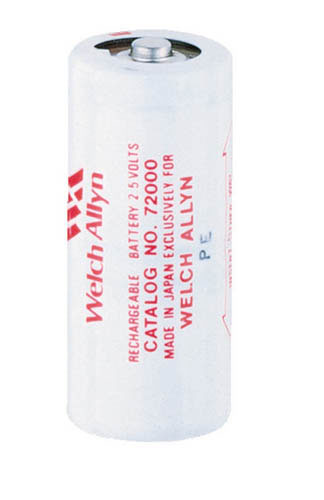 Welch Allyn
RECHARGEABLE BATTERY 2.5 VOLTS
CATALOG NO. 72000
MADE IN JAPAN EXCLUSIVELY FOR
WELCH ALLYN
PE